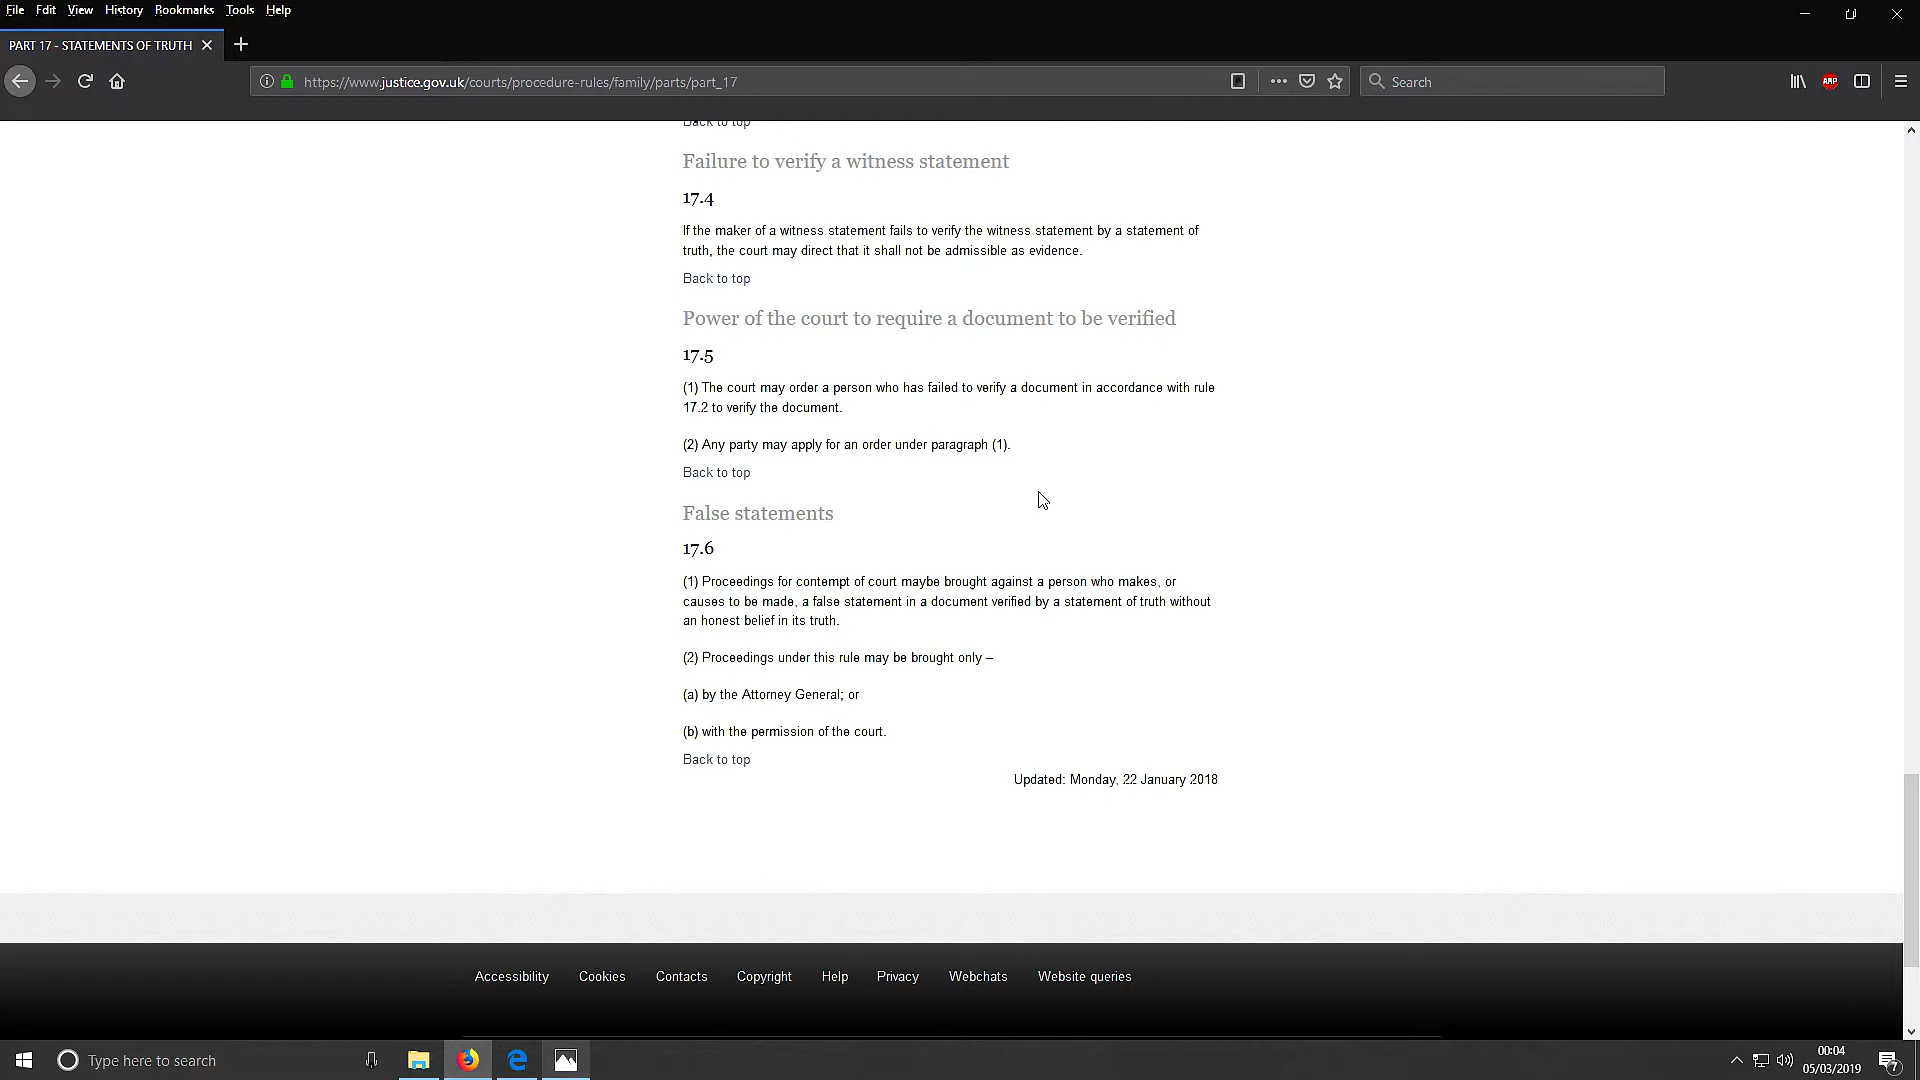 File Edit View History Bookmarks Tools Help
PART 17 - STATEMENTS OF TRUTH
https://www.justice.gov.uk/courts/procedure-rules/family/parts/part_17
Search
ABP
Back to top
Failure to verify a witness statement
17.4
If the maker of a witness statement fails to verify the witness statement by a statement of
truth, the court may direct that it shall not be admissible as evidence.
Back to top
Power of the court to require a document to be verified
17.5
(1) The court may order a person who has failed to verify a document in accordance with rule
17.2 to verify the document.
(2) Any party may apply for an order under paragraph (1).
Back to top
False statements
17.6
(1) Proceedings for contempt of court maybe brought against a person who makes, or
causes to be made, a false statement in a document verified by a statement of truth without
an honest belief in its truth.
(2) Proceedings under this rule may be brought only –
(a) by the Attorney General; or
(b) with the permission of the court.
Back to top
Updated: Monday, 22 January 2018
Accessibility Cookies Contacts Copyright Help Privacy Webchats Website queries
Type here to search
00:04
05/03/2019
7